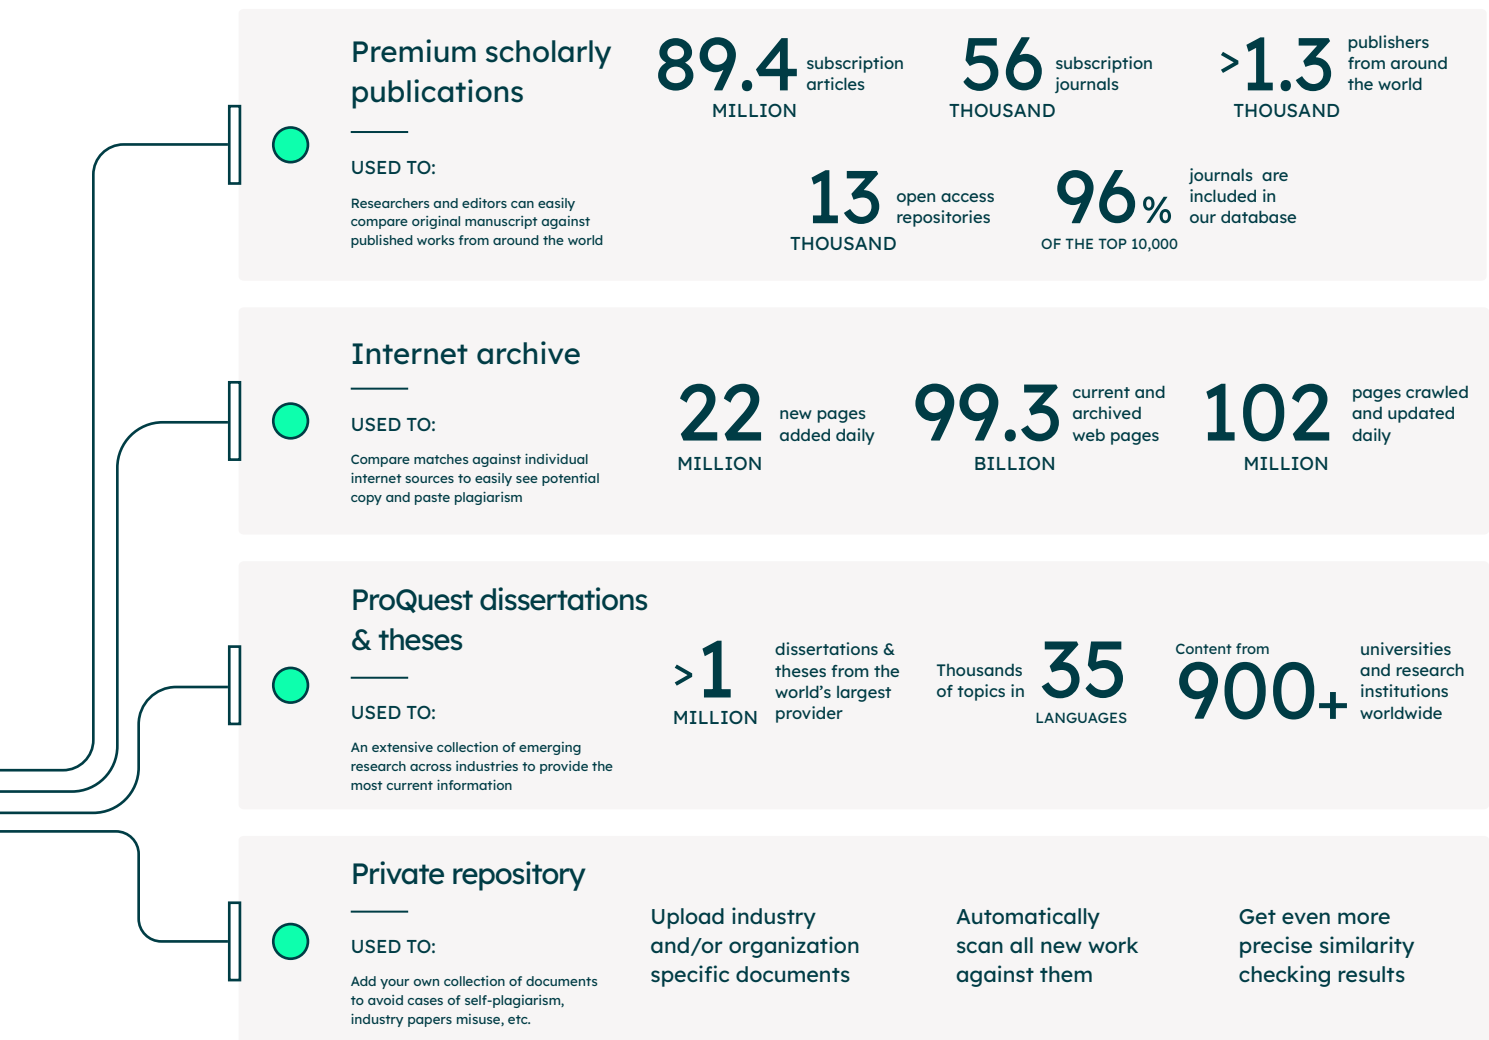 Premium scholarly
publications
USED TO:
Researchers and editors can easily
compare original manuscript against
published works from around the world
89.4
MILLION
subscription
articles
56
THOUSAND
subscription
journals
>1.3
THOUSAND
publishers
from around
the world
13
THOUSAND
open access
repositories
96%
OF THE TOP 10,000
journals are
included in
our database
Internet archive
USED TO:
Compare matches against individual
internet sources to easily see potential
copy and paste plagiarism
22
MILLION
new pages
added daily
99.3
BILLION
current and
archived
web pages
102
MILLION
pages crawled
and updated
daily
ProQuest dissertations
& theses
USED TO:
An extensive collection of emerging
research across industries to provide the
most current information
>1
MILLION
dissertations &
theses from the
world's largest
provider
Thousands
of topics in
35
LANGUAGES
Content from
900+
universities
and research
institutions
worldwide
Private repository
USED TO:
Add your own collection of documents
to avoid cases of self-plagiarism,
industry papers misuse, etc.
Upload industry
and/or organization
specific documents
Automatically
scan all new work
against them
Get even more
precise similarity
checking results